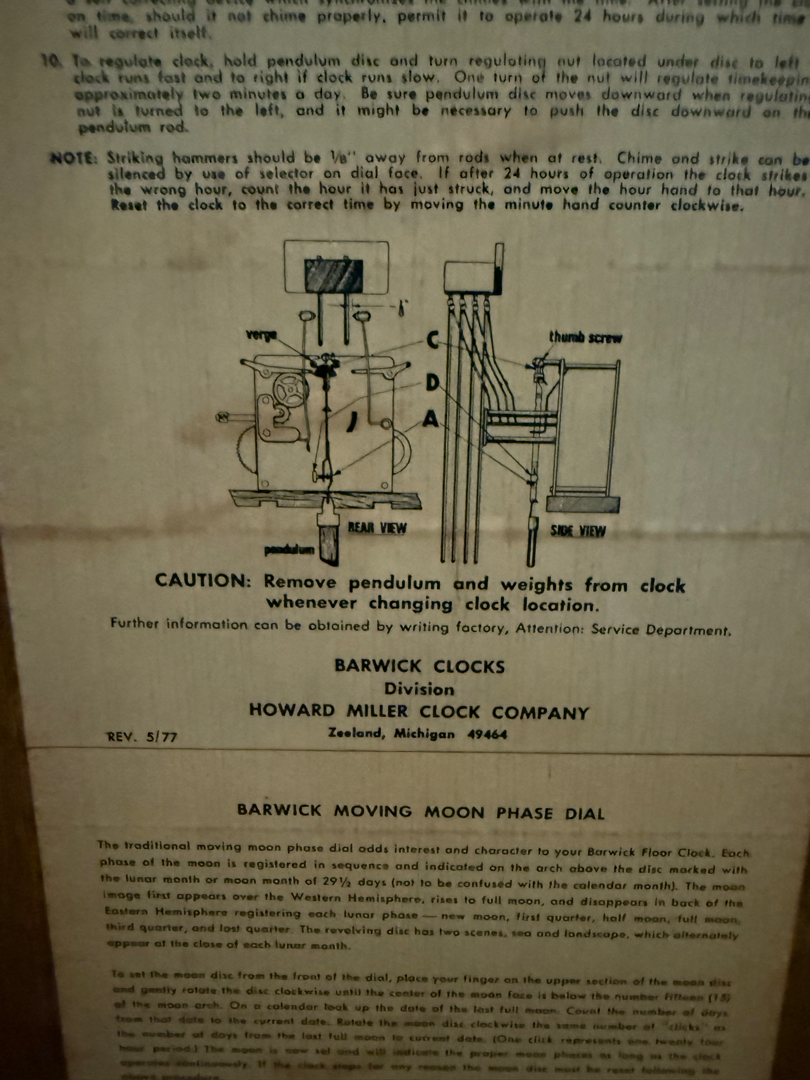 on time, should it not chime properly, permit it to operate 24 hours during which time
will correct itself.
10. To regulate clock, hold pendulum disc and turn regulating nut located under disc to left
clock runs fast and to right if clock runs slow. One turn of the nut will regulate timekeepin
approximately two minutes a day. Be sure pendulum disc moves downward when regulatin
nut is turned to the left, and it might be necessary to push the disc downward on th
pendulum rod.
NOTE: Striking hammers should be 1/8" away from rods when at rest. Chime and strike can be
silenced by use of selector on dial face. If after 24 hours of operation the clock strikes
the wrong hour, count the hour it has just struck, and move the hour hand to that hour.
Reset the clock to the correct time by moving the minute hand counter clockwise.
verge
C
thumb screw
D
J
A
REAR VIEW
SIDE VIEW
pendulum
CAUTION: Remove pendulum and weights from clock
whenever changing clock location.
Further information can be obtained by writing factory, Attention: Service Department.
BARWICK CLOCKS
Division
HOWARD MILLER CLOCK COMPANY
REV. 5/77
Zeeland, Michigan 49464
BARWICK MOVING MOON PHASE DIAL
The traditional moving moon phase dial adds interest and character to your Barwick Floor Clock. Each
phase of the moon is registered in sequence and indicated on the arch above the disc marked with
the lunar month or moon month of 29½ days (not to be confused with the calendar month). The moon
image first appears over the Western Hemisphere, rises to full moon, and disappears in back of the
Eastern Hemisphere registering each lunar phase — new moon, first quarter, half moon, full moon,
third quarter, and last quarter. The revolving disc has two scenes, sea and landscape, which alternately
appear at the close of each lunar month.
To set the moon disc from the front of the dial, place your finger on the upper section of the moon disc
and gently rotate the disc clockwise until the center of the moon face is below the number fifteen (15)
of the moon arch. On a calendar look up the date of the last full moon. Count the number of days
from that date to the current date. Rotate the moon disc clockwise the same number of "clicks" as
the number of days from the last full moon to current date. (One click represents one twenty four
hour period.) The moon is now set and will indicate the proper moon phases as long as the clock
operates continuously. If the clock stops for any reason the moon disc must be reset following the